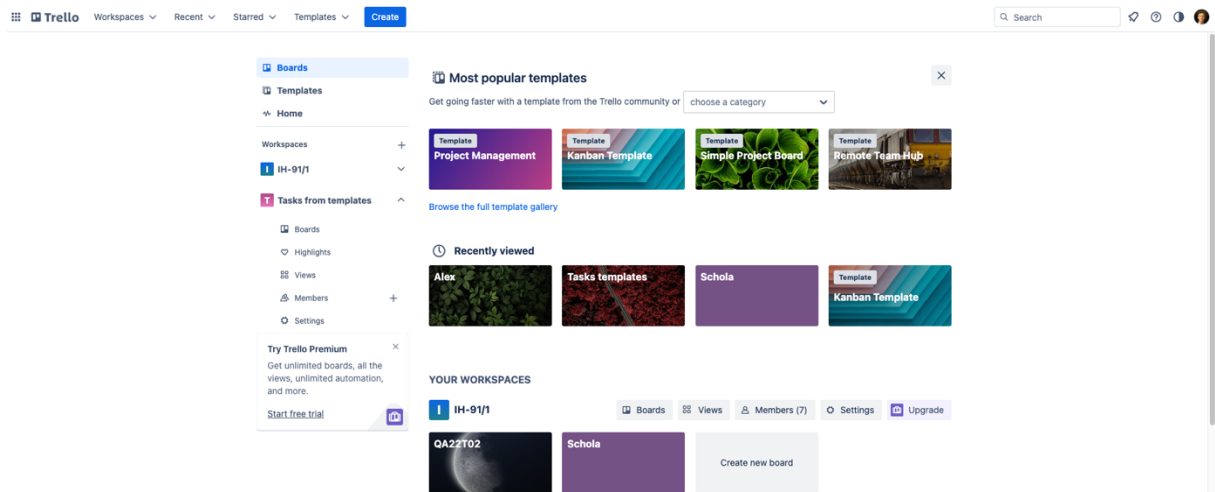 Trello
Workspaces
Recent
Starred
Templates
Create
Search
Boards
Templates
Home
Workspaces
I IH-91/1
T Tasks from templates
Boards
Highlights
Views
Members
Settings
Try Trello Premium
Get unlimited boards, all the
views, unlimited automation,
and more.
Start free trial
Most popular templates
Get going faster with a template from the Trello community or choose a category
Template
Project Management
Template
Kanban Template
Template
Simple Project Board
Template
Remote Team Hub
Browse the full template gallery
Recently viewed
Alex
Tasks templates
Schola
Template
Kanban Template
YOUR WORKSPACES
I IH-91/1
Boards
Views
Members (7)
Settings
Upgrade
QA22T02
Schola
Create new board